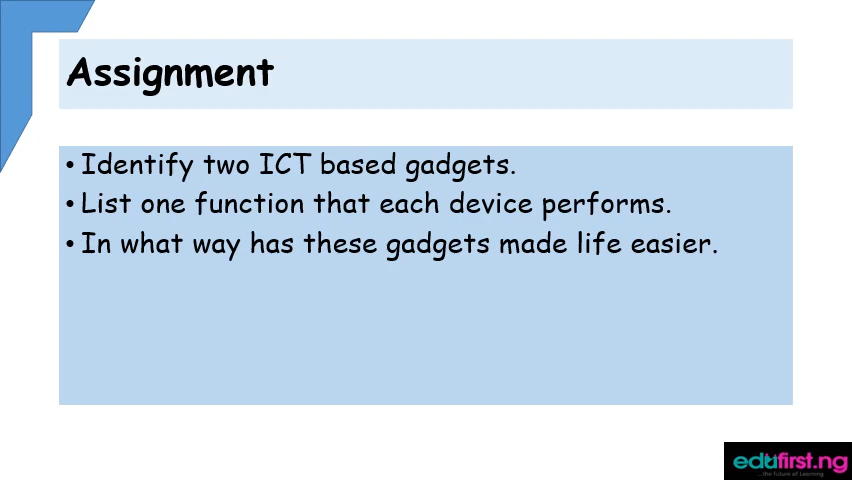 Assignment
• Identify two ICT based gadgets.
• List one function that each device performs.
• In what way has these gadgets made life easier.
edufirst.ng
...the future of Learning